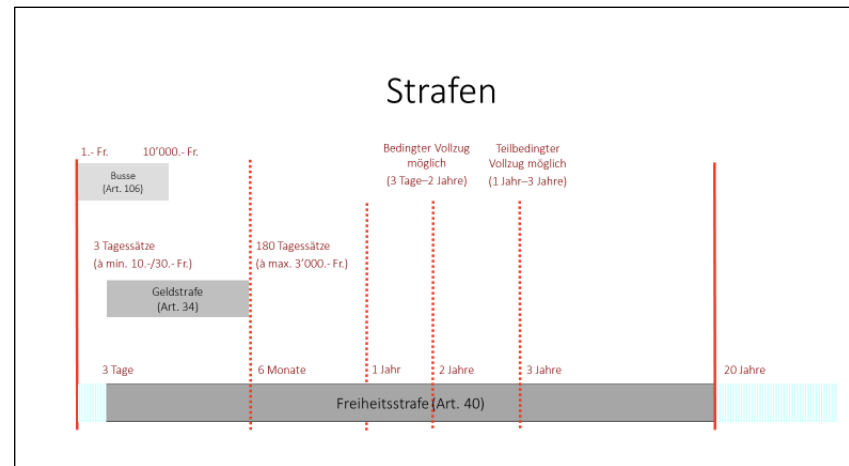 Strafen
1.- Fr.
10’000.- Fr.
Busse
(Art. 106)
Bedingter Vollzug
möglich
(3 Tage–2 Jahre)
Teilbedingter
Vollzug möglich
(1 Jahr–3 Jahre)
3 Tagessätze
(à min. 10.-/30.- Fr.)
180 Tagessätze
(à max. 3’000.- Fr.)
Geldstrafe
(Art. 34)
3 Tage
6 Monate
1 Jahr
2 Jahre
3 Jahre
20 Jahre
Freiheitsstrafe (Art. 40)